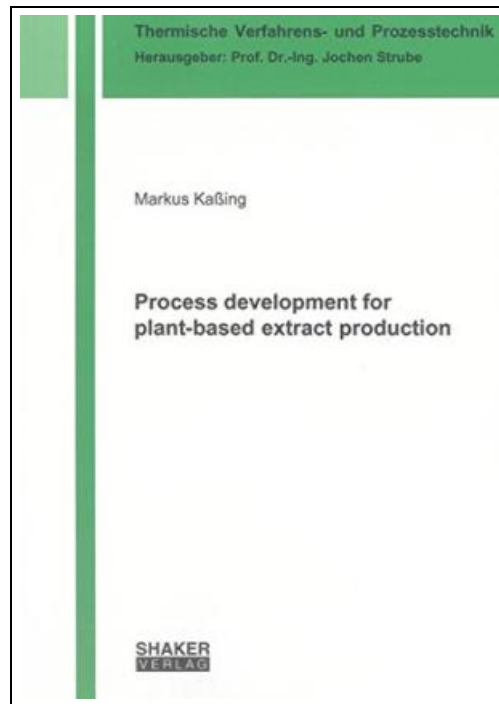 Thermische Verfahrens- und Prozesstechnik
Herausgeber: Prof. Dr.-Ing. Jochen Strube
Markus Kaßing
Process development for
plant-based extract production
SHAKER
VERLAG